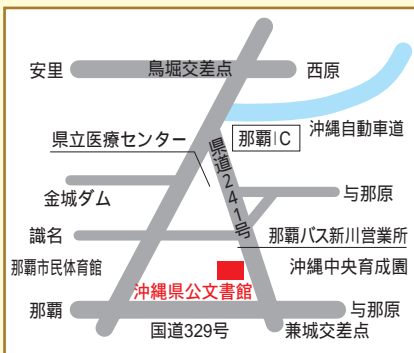 安里
鳥堀交差点
西原
県立医療センター
那覇IC
沖縄自動車道
県道241号
金城ダム
与那原
識名
那覇バス新川営業所
那覇市民体育館
沖縄中央育成園
沖縄県公文書館
那覇
与那原
国道329号
兼城交差点